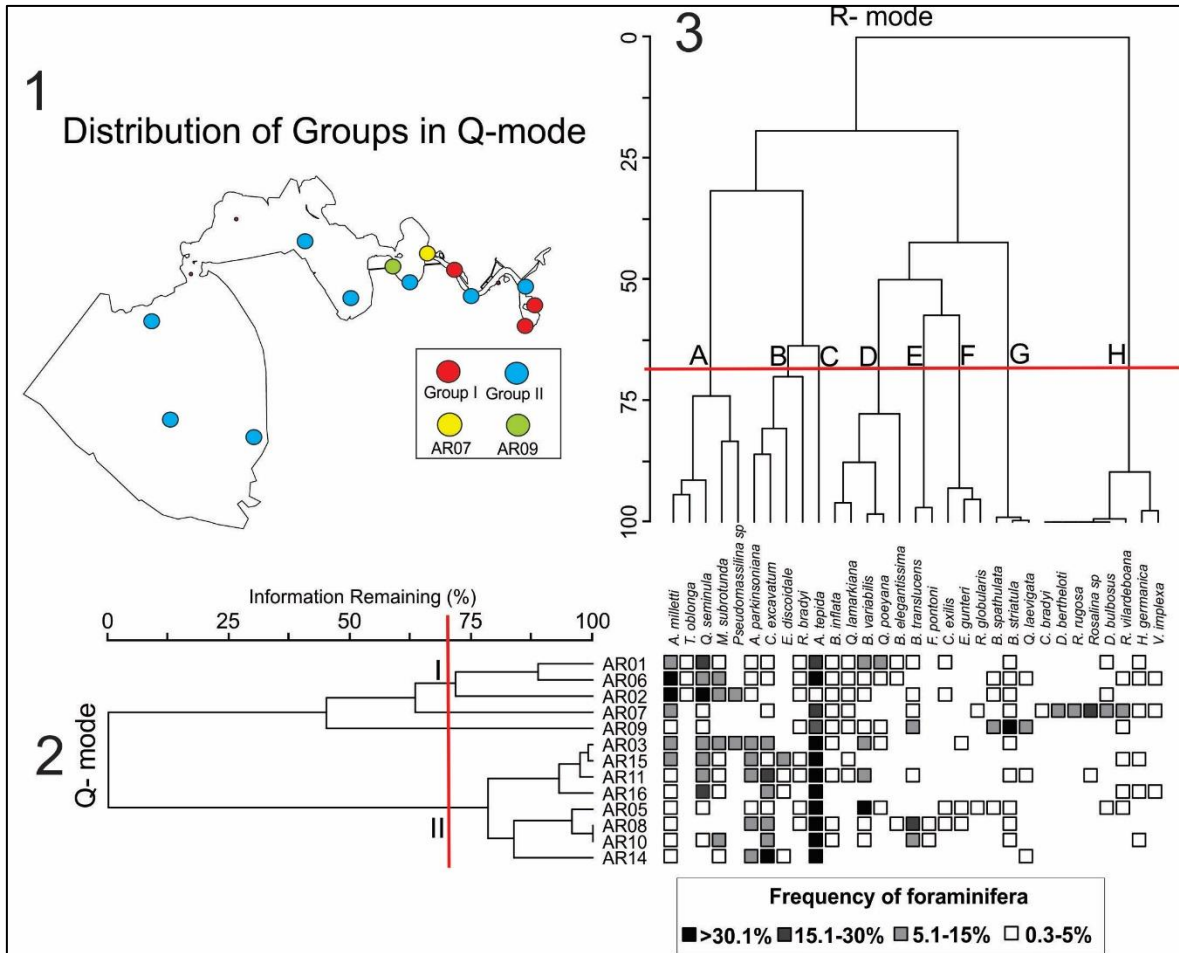 1
Distribution of Groups in Q-mode
Group I
Group II
AR07
AR09
3
R- mode
0
25
50
75
100
A
B
C
D
E
F
G
H
A. milletti
T. oblonga
Q. seminula
M. subrotunda
Pseudomassilina sp
A. parkinsoniana
C. excavatum
E. discoidale
R. bradyi
A. tepida
B. inflata
Q. lamarkiana
B. variabilis
Q. poeyana
B. elegantissima
B. translucens
F. pontoni
C. exilis
E. gunteri
R. globularis
B. spathulata
B. striatula
Q. laevigata
C. bradyi
D. bertheloti
R. rugosa
Rosalina sp
D. bulbosus
R. vilardeboana
H. germanica
V. implexa
2
Q- mode
Information Remaining (%)
0 25 50 75 100
I
II
AR01
AR06
AR02
AR07
AR09
AR03
AR15
AR11
AR16
AR05
AR08
AR10
AR14
Frequency of foraminifera
>30.1% 15.1-30% 5.1-15% 0.3-5%